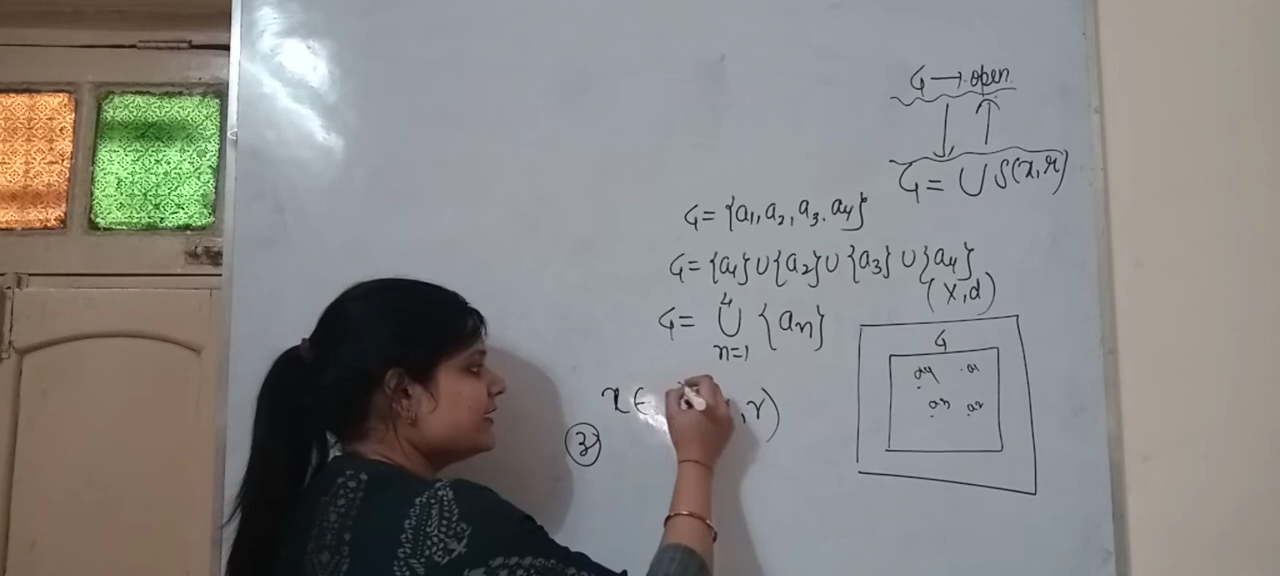 G → open
G = ∪ S(x, r)
G = {a1, a2, a3, a4}
G = {a1} ∪ {a2} ∪ {a3} ∪ {a4}
(X, d)
4
G = ∪ {an}
n=1
G
a4 a1
a3 a2
x ∈ , r)
3